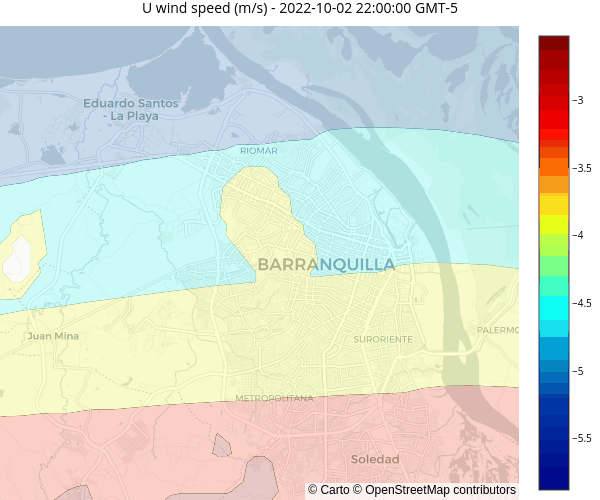 U wind speed (m/s) - 2022-10-02 22:00:00 GMT-5
Eduardo Santos
- La Playa
RIOMAR
BARRANQUILLA
Juan Mina
SURORIENTE
PALERMO
METROPOLITANA
Soledad
© Carto © OpenStreetMap contributors
−3
−3.5
−4
−4.5
−5
−5.5